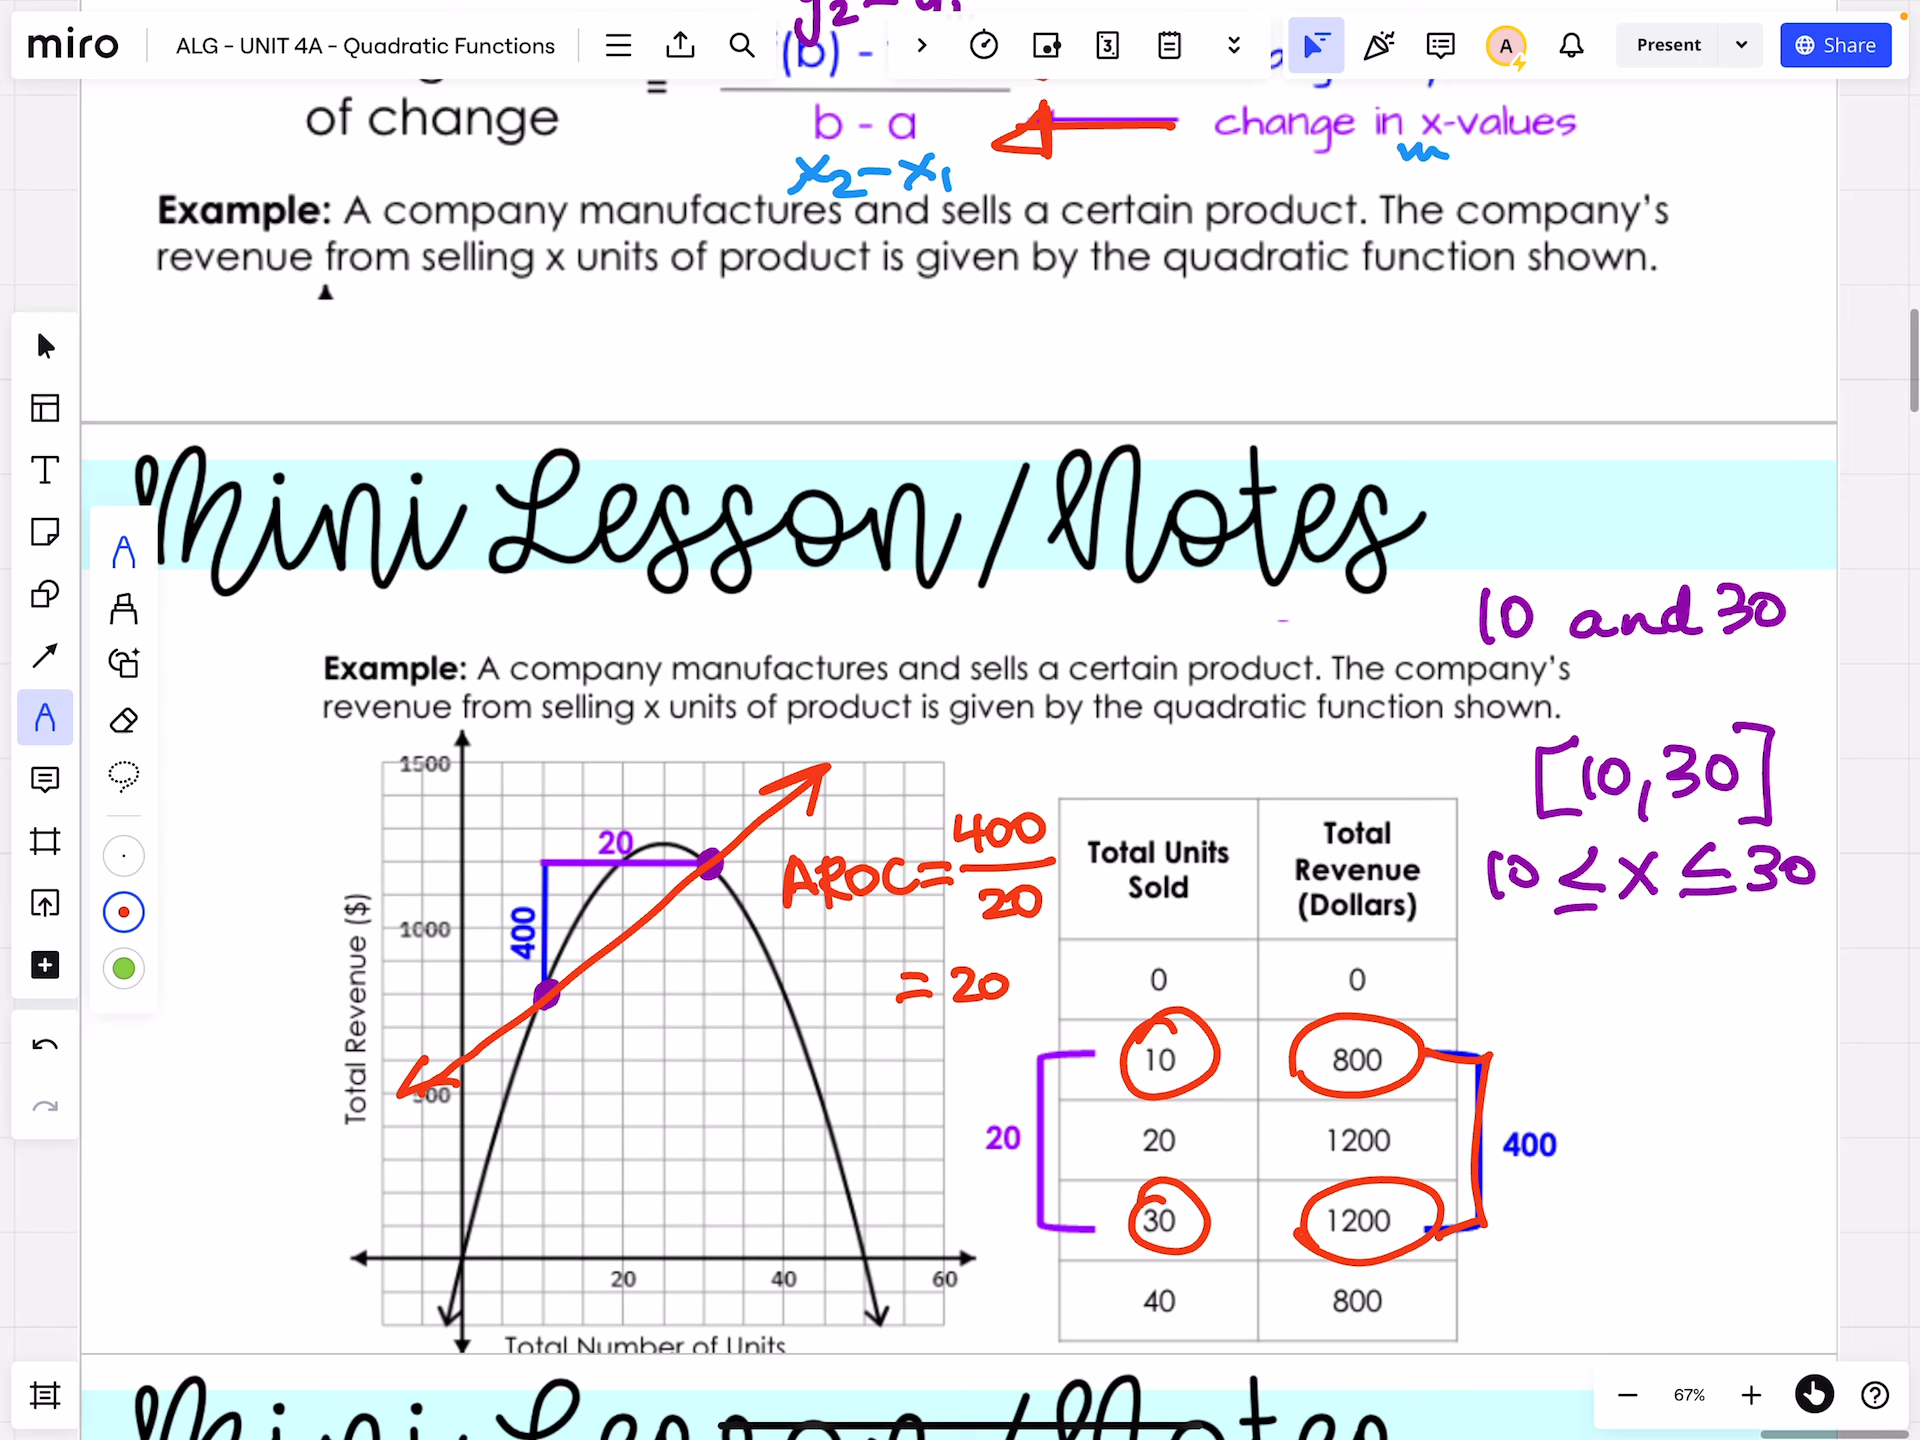 miro
ALG - UNIT 4A - Quadratic Functions
Present
A
Share
(b) -
of change
=
b - a
change in x-values
x2 - x1
Example: A company manufactures and sells a certain product. The company's
revenue from selling x units of product is given by the quadratic function shown.
Mini Lesson/Notes
10 and 30
Example: A company manufactures and sells a certain product. The company's
revenue from selling x units of product is given by the quadratic function shown.
[10,30]
10 ≤ x ≤ 30
1500
1000
Total Revenue ($)
20
400
20
40
60
Total Number of Units
AROC = 400/20
= 20
Total Units Sold
Total Revenue (Dollars)
0 0
10 800
20 1200
30 1200
40 800
20
400
67%
Mini Lesson/Notes